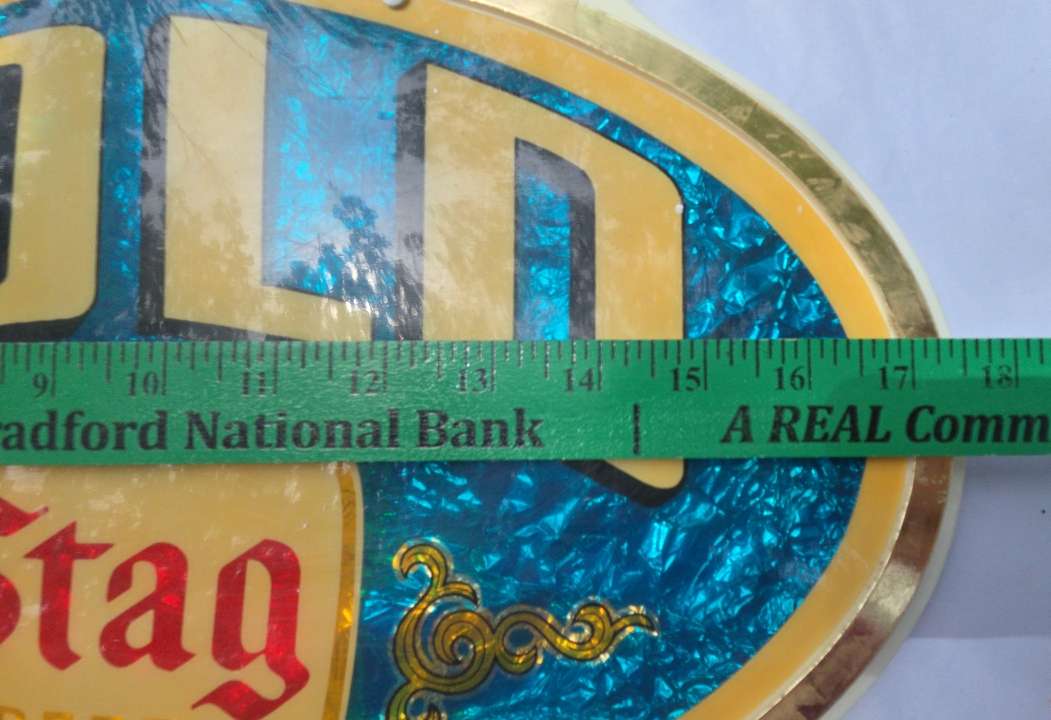 OLD
9 10 11 12 13 14 15 16 17 18
radford National Bank | A REAL Comm
Stag